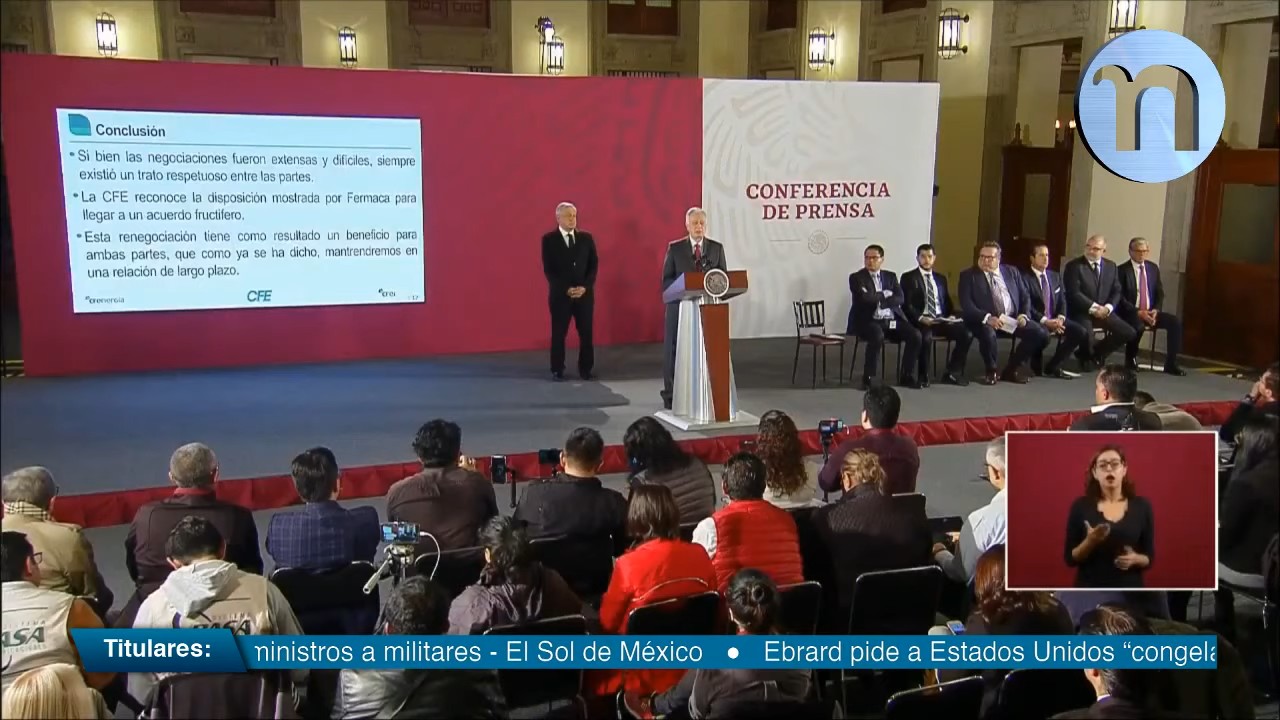 Conclusión
• Si bien las negociaciones fueron extensas y difíciles, siempre
existió un trato respetuoso entre las partes.
• La CFE reconoce la disposición mostrada por Fermaca para
llegar a un acuerdo fructífero.
• Esta renegociación tiene como resultado un beneficio para
ambas partes, que como ya se ha dicho, mantrendremos en
una relación de largo plazo.
CFE
CONFERENCIA
DE PRENSA
n
ASA
Titulares: ministros a militares - El Sol de México • Ebrard pide a Estados Unidos “congela